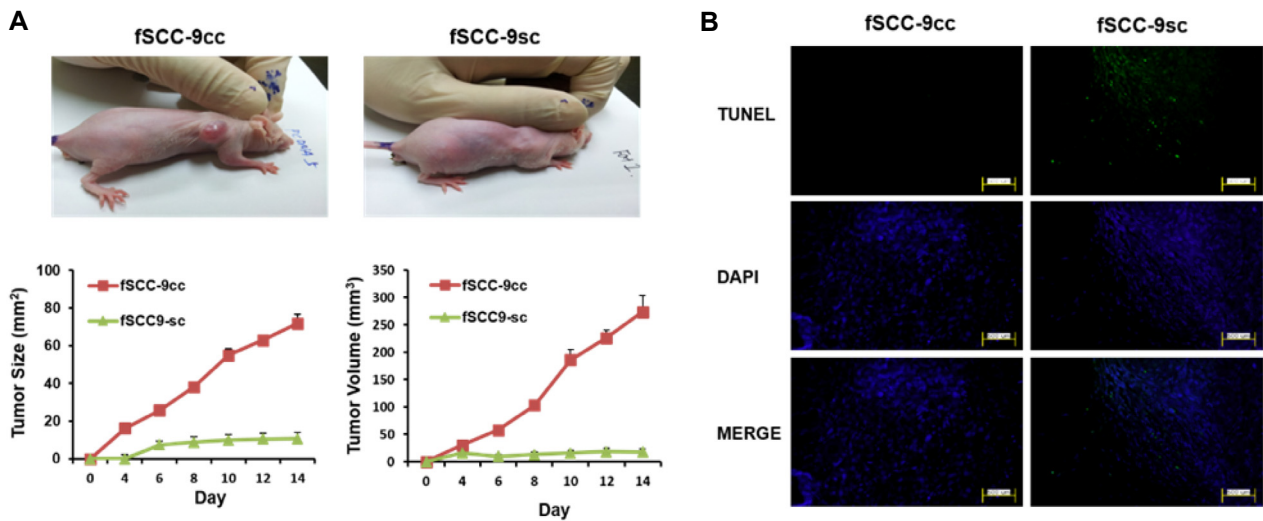 A
fSCC-9cc
fSCC-9sc
100
80
60
40
20
0
Tumor Size (mm²)
fSCC-9cc
fSCC9-sc
0 4 6 8 10 12 14
Day
350
300
250
200
150
100
50
0
Tumor Volume (mm³)
fSCC-9cc
fSCC9-sc
0 4 6 8 10 12 14
Day
B
fSCC-9cc
fSCC-9sc
TUNEL
DAPI
MERGE